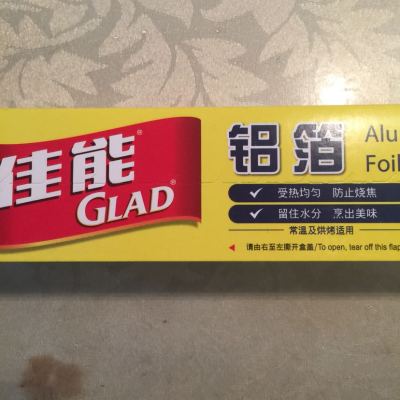 佳能®
GLAD®
铝箔
Alu
Foil
受热均匀 防止烧焦
留住水分 烹出美味
常温及烘烤适用
请由右至左撕开盒盖/To open, tear off this flap